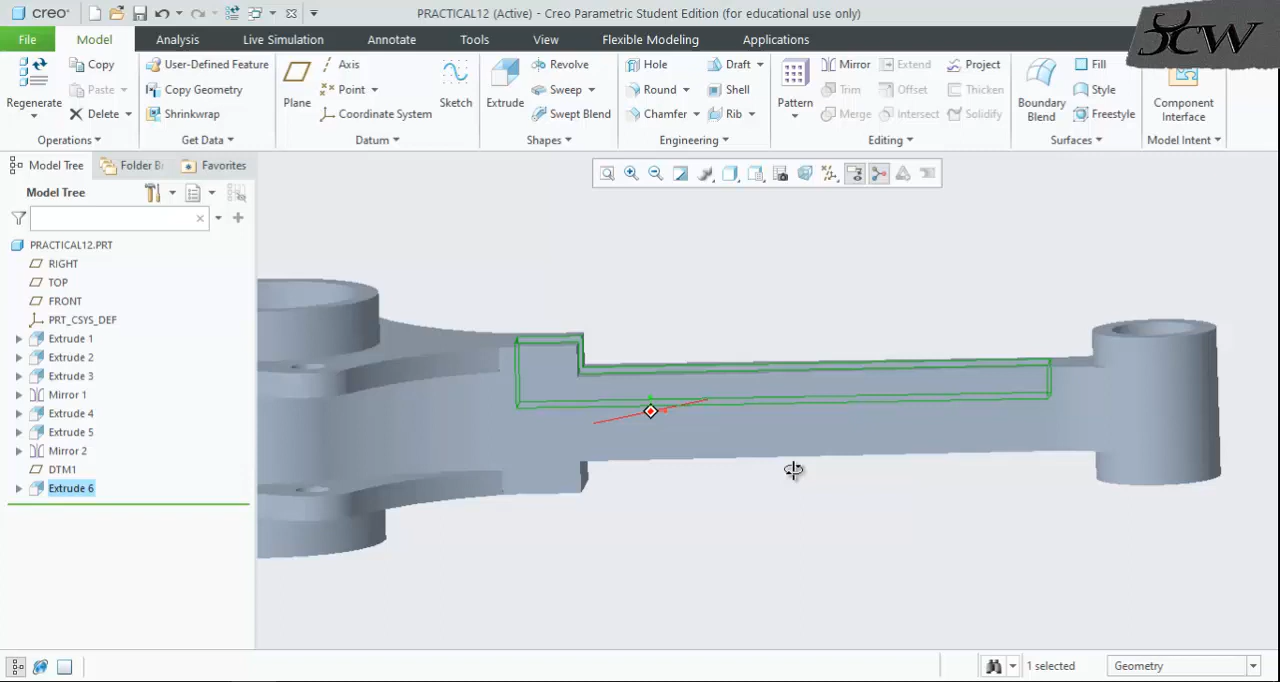 creo PRACTICAL12 (Active) - Creo Parametric Student Edition (for educational use only)
File Model Analysis Live Simulation Annotate Tools View Flexible Modeling Applications
Regenerate
Copy
Paste
Delete
Operations
User-Defined Feature
Copy Geometry
Shrinkwrap
Get Data
Plane
Axis
Point
Coordinate System
Sketch
Datum
Extrude
Revolve
Sweep
Swept Blend
Shapes
Hole Draft
Round Shell
Chamfer Rib
Engineering
Pattern
Mirror Extend Project
Trim Offset Thicken
Merge Intersect Solidify
Editing
Boundary
Blend
Fill
Style
Freestyle
Surfaces
Component
Interface
Model Intent
Model Tree Folder Br Favorites
Model Tree
PRACTICAL12.PRT
RIGHT
TOP
FRONT
PRT_CSYS_DEF
Extrude 1
Extrude 2
Extrude 3
Mirror 1
Extrude 4
Extrude 5
Mirror 2
DTM1
Extrude 6
1 selected Geometry